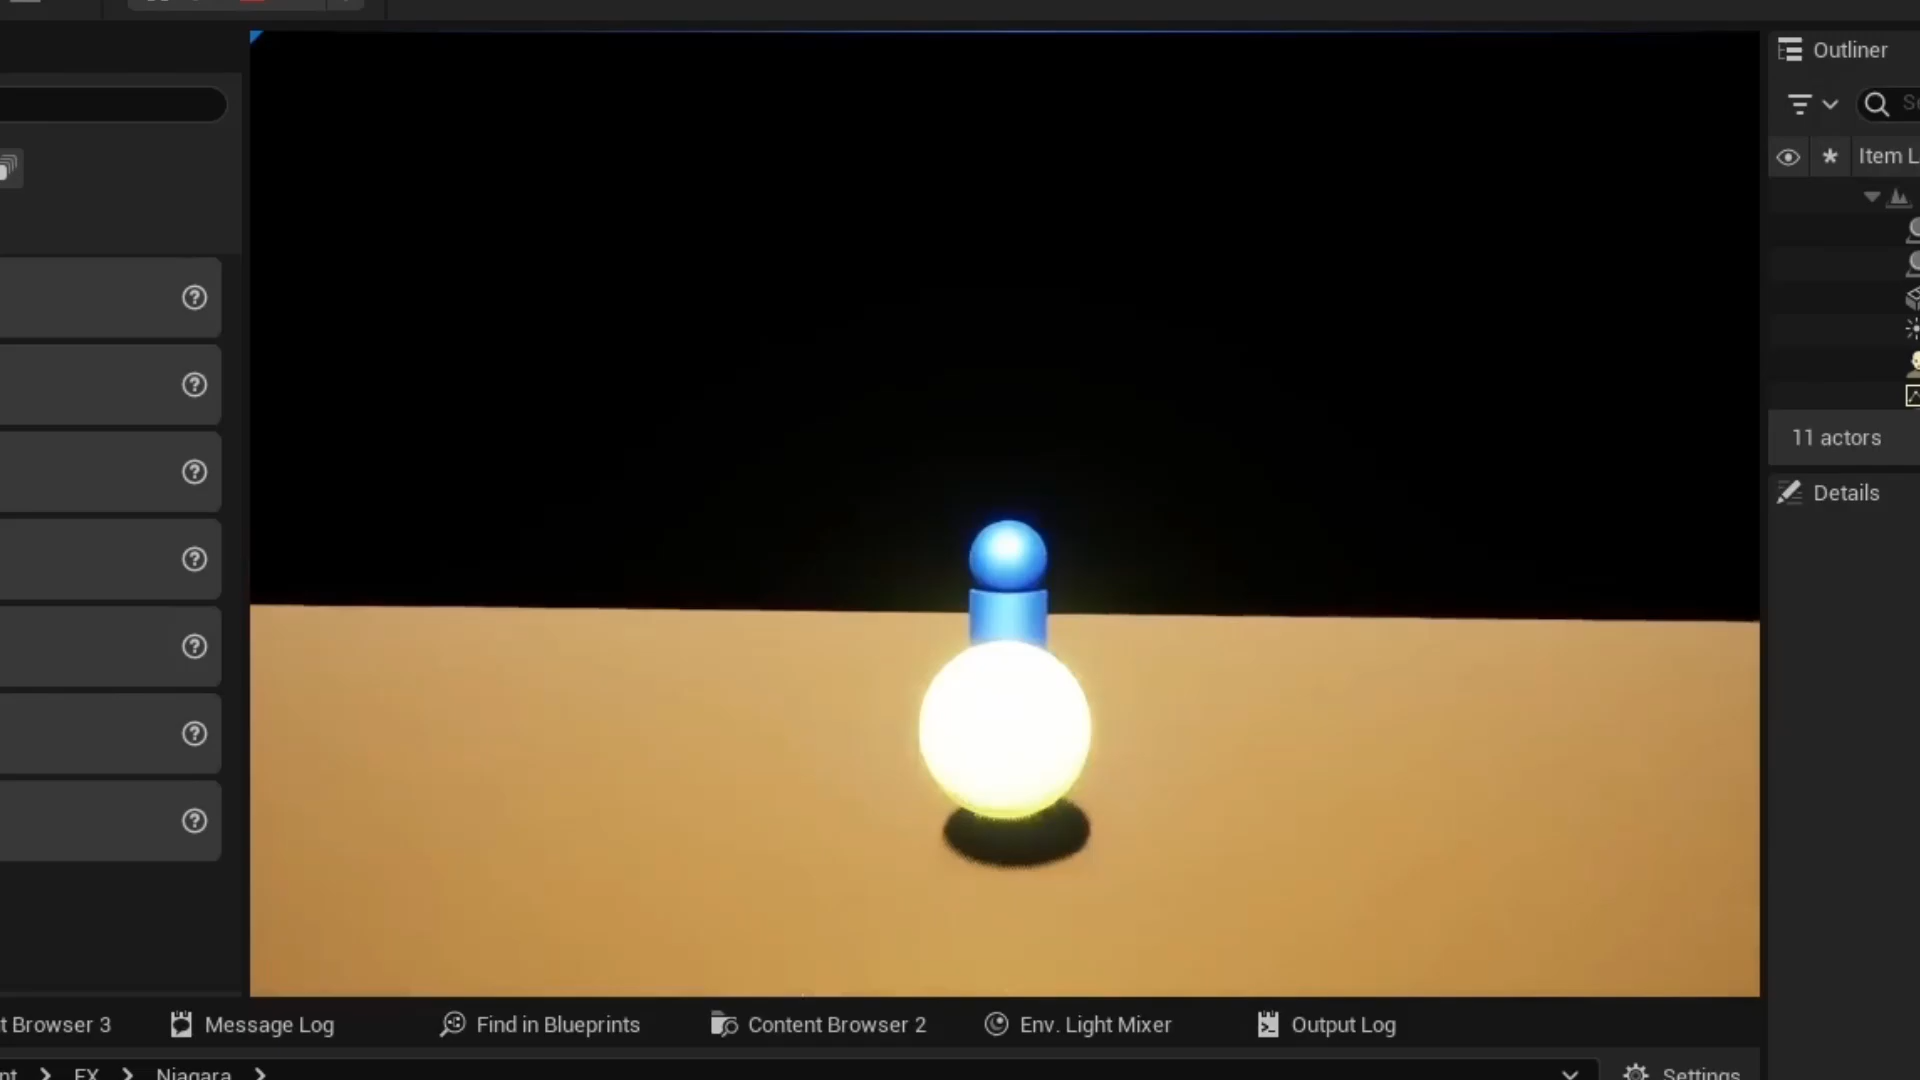 Outliner
Item L
11 actors
Details
t Browser 3
Message Log
Find in Blueprints
Content Browser 2
Env. Light Mixer
Output Log
FX
Niagara
Settings